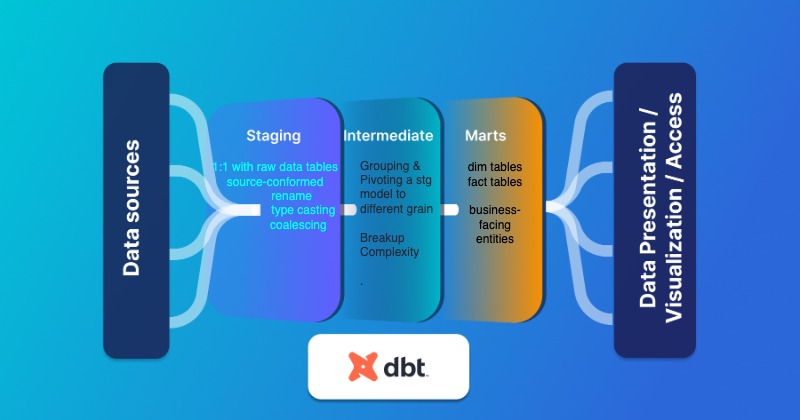 Data sources
Staging
1:1 with raw data tables
source-conformed
rename
type casting
coalescing
Intermediate
Grouping &
Pivoting a stg
model to
different grain
Breakup
Complexity
.
Marts
dim tables
fact tables
business-
facing
entities
Data Presentation /
Visualization / Access
dbt